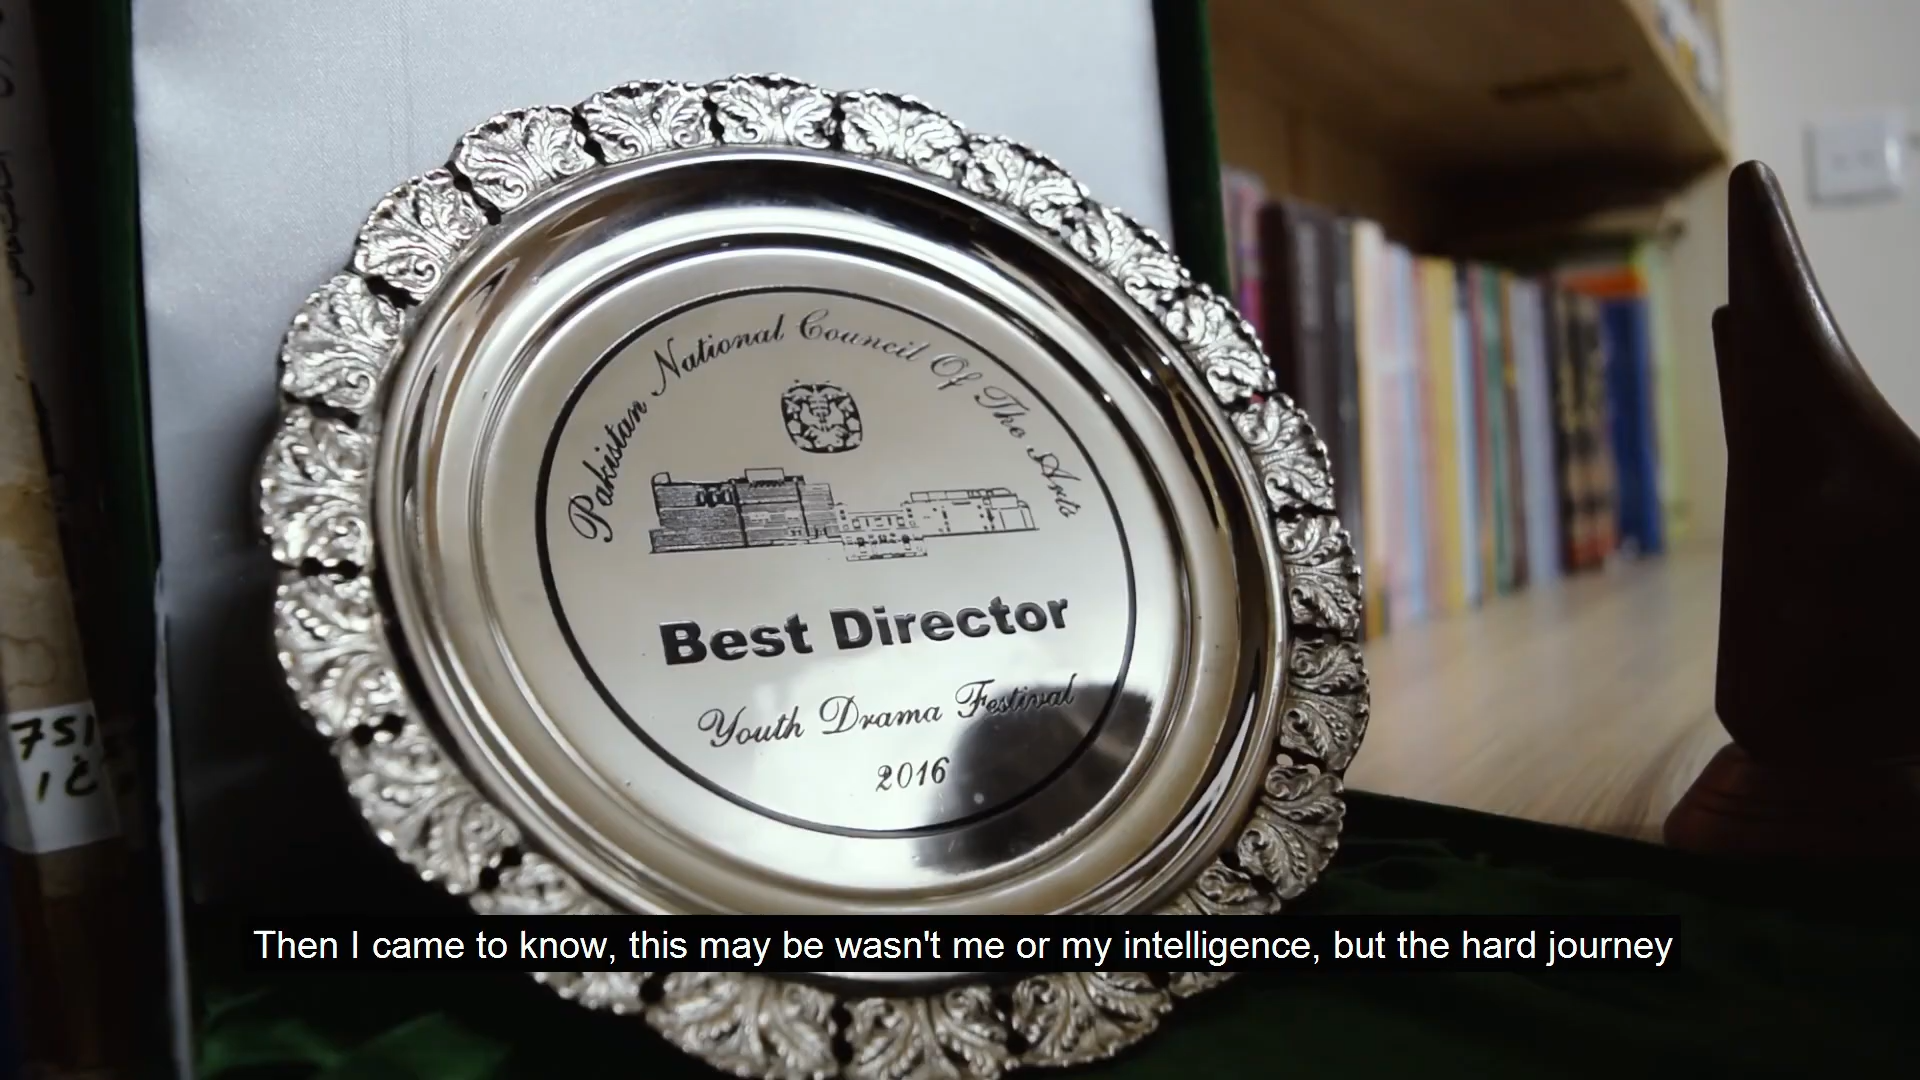 Pakistan National Council Of The Arts
Best Director
Youth Drama Festival
2016
751
Then I came to know, this may be wasn't me or my intelligence, but the hard journey